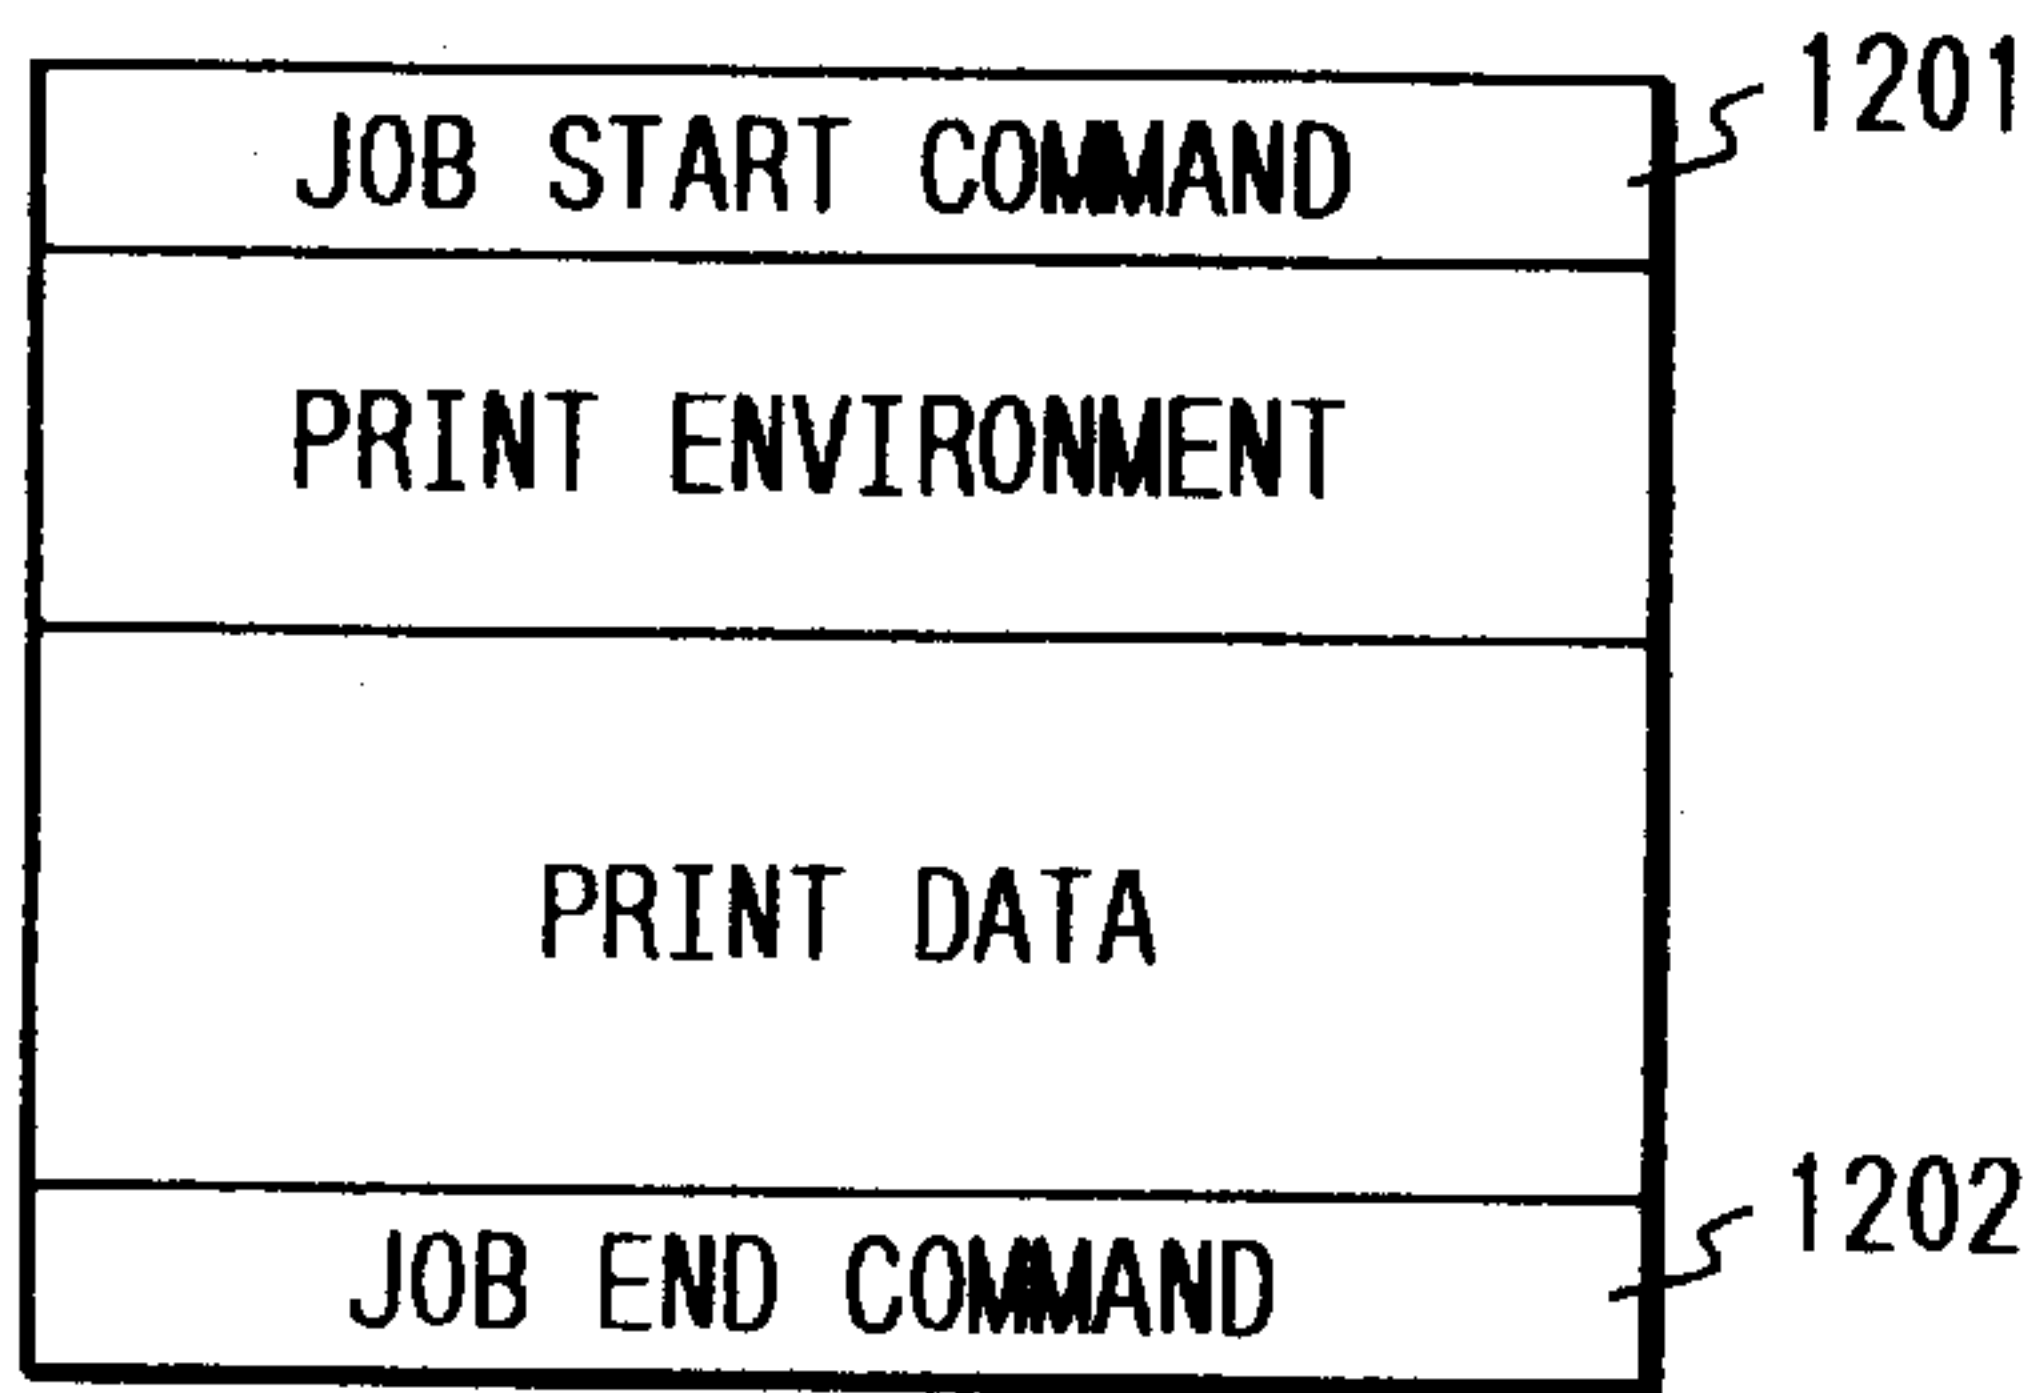 1201
JOB START COMMAND
PRINT ENVIRONMENT
PRINT DATA
1202
JOB END COMMAND